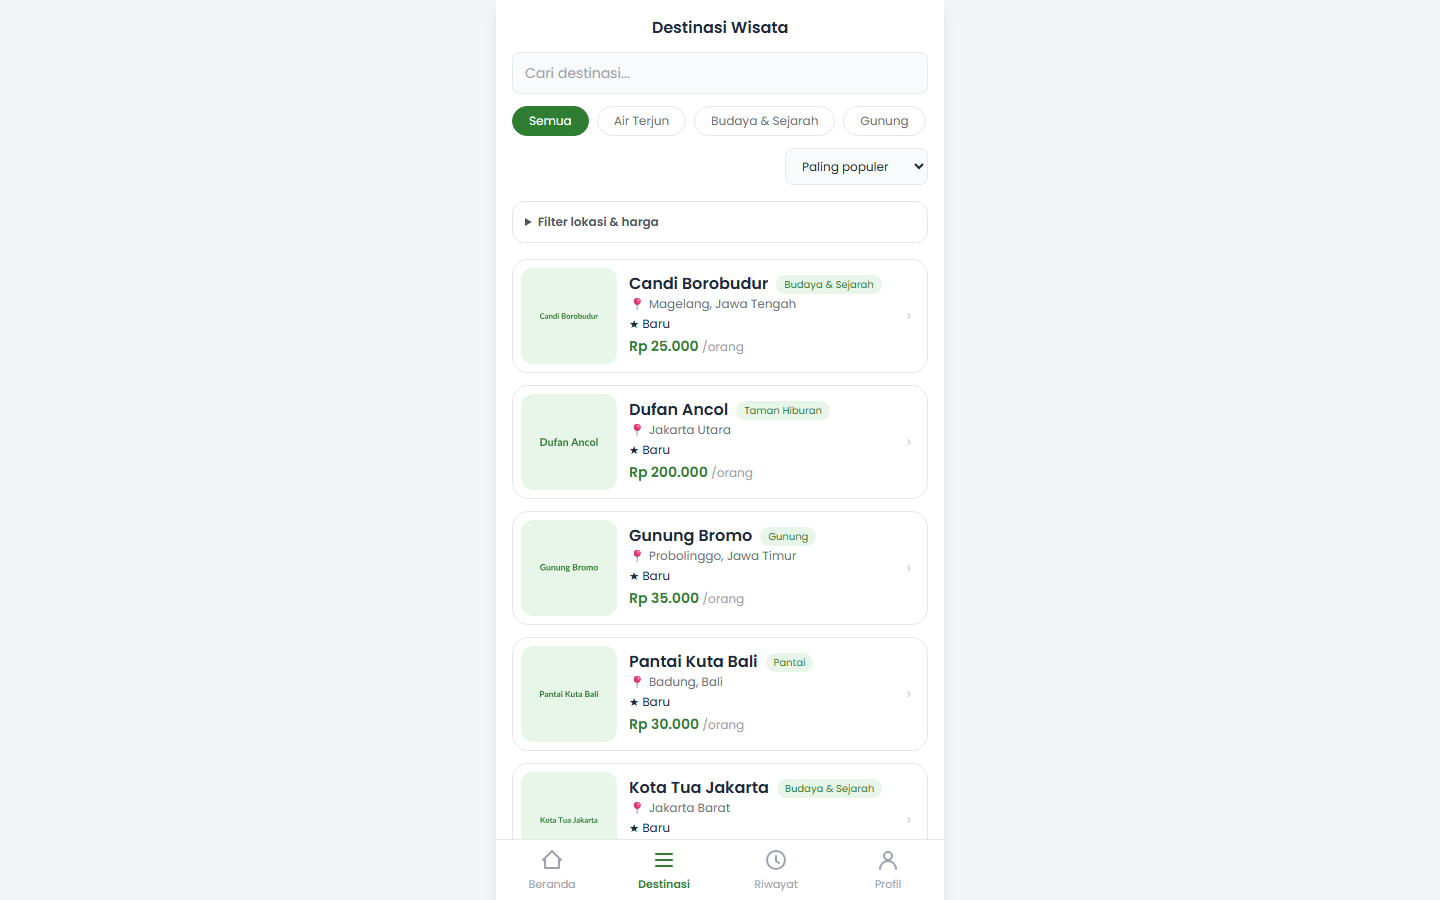 Destinasi Wisata
Cari destinasi...
Semua
Air Terjun
Budaya & Sejarah
Gunung
Paling populer
Filter lokasi & harga
Candi Borobudur
Candi Borobudur Budaya & Sejarah
Magelang, Jawa Tengah
★ Baru
Rp 25.000 /orang
Dufan Ancol
Dufan Ancol Taman Hiburan
Jakarta Utara
★ Baru
Rp 200.000 /orang
Gunung Bromo
Gunung Bromo Gunung
Probolinggo, Jawa Timur
★ Baru
Rp 35.000 /orang
Pantai Kuta Bali
Pantai Kuta Bali Pantai
Badung, Bali
★ Baru
Rp 30.000 /orang
Kota Tua Jakarta
Kota Tua Jakarta Budaya & Sejarah
Jakarta Barat
★ Baru
Beranda
Destinasi
Riwayat
Profil